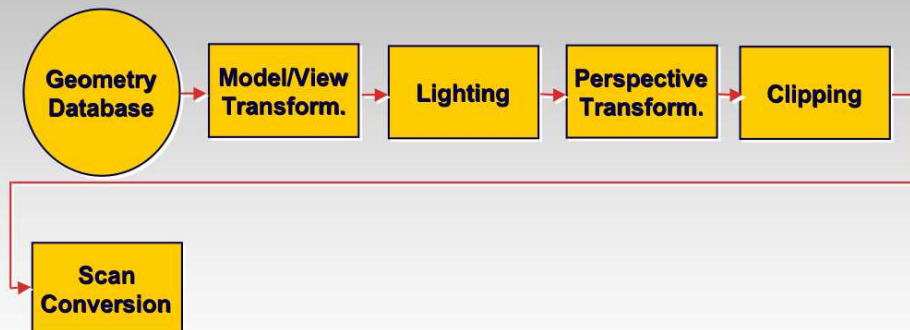 Geometry
Database
Model/View
Transform.
Lighting
Perspective
Transform.
Clipping
Scan
Conversion